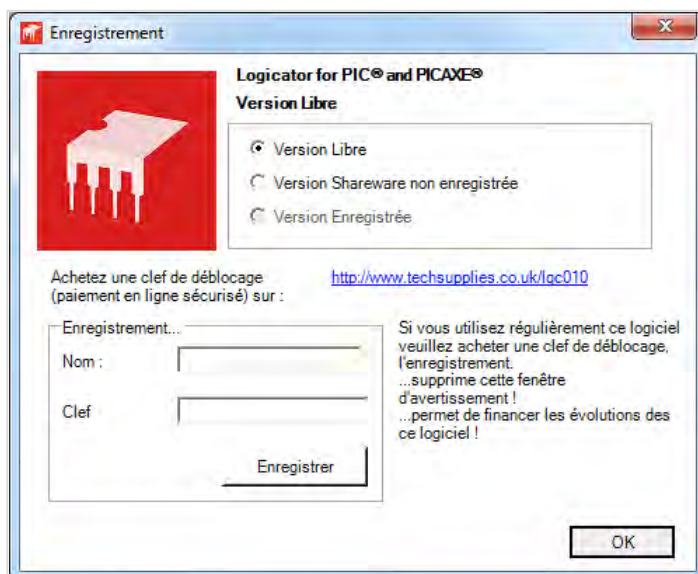 Enregistrement
Logicator for PIC® and PICAXE®
Version Libre
Version Libre
Version Shareware non enregistrée
Version Enregistrée
Achetez une clef de déblocage
(paiement en ligne sécurisé) sur :
http://www.techsupplies.co.uk/lgc010
Enregistrement...
Nom :
Clef
Enregistrer
Si vous utilisez régulièrement ce logiciel
veuillez acheter une clef de déblocage,
l'enregistrement.
...supprime cette fenêtre
d'avertissement !
...permet de financer les évolutions des
ce logiciel !
OK